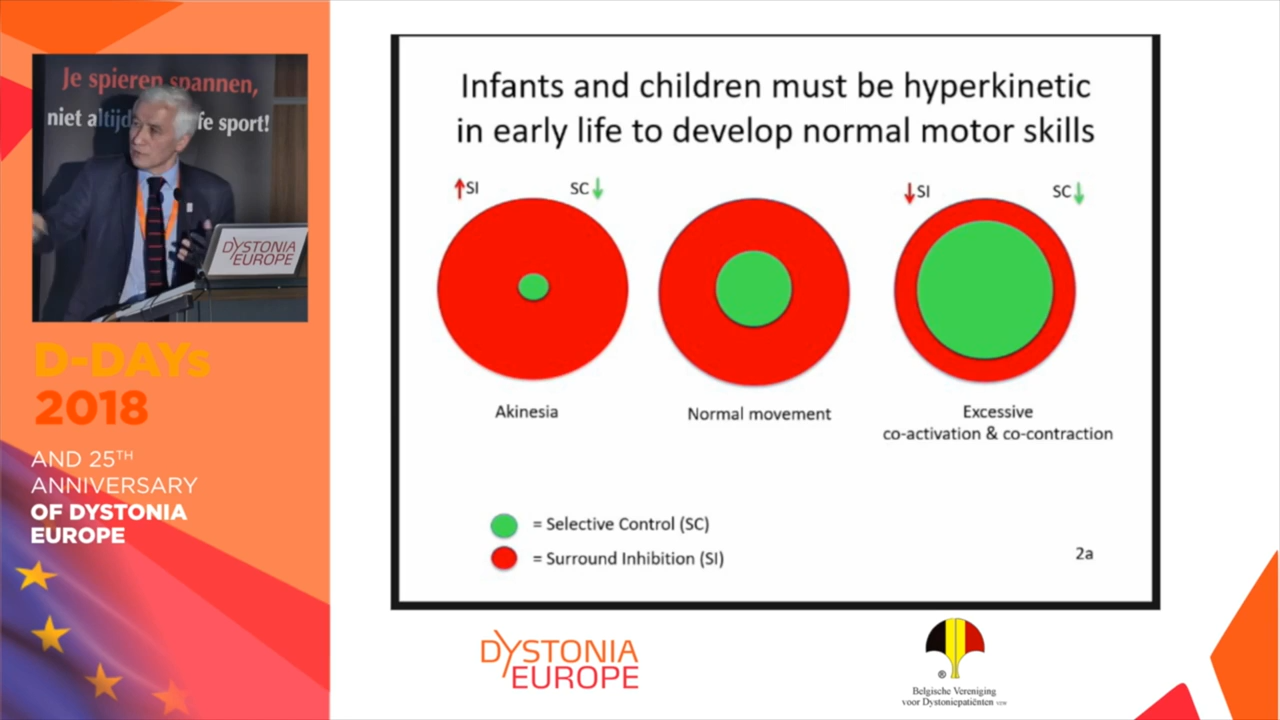 Je spieren spannen,
niet altijd fe sport!
DYSTONIA
EUROPE
D-DAYs
2018
AND 25TH
ANNIVERSARY
OF DYSTONIA
EUROPE
Infants and children must be hyperkinetic
in early life to develop normal motor skills
↑SI SC↓ ↓SI SC↓
Akinesia
Normal movement
Excessive
co-activation & co-contraction
= Selective Control (SC)
= Surround Inhibition (SI)
2a
DYSTONIA
EUROPE
®
Belgische Vereniging
voor Dystoniepatiënten vzw